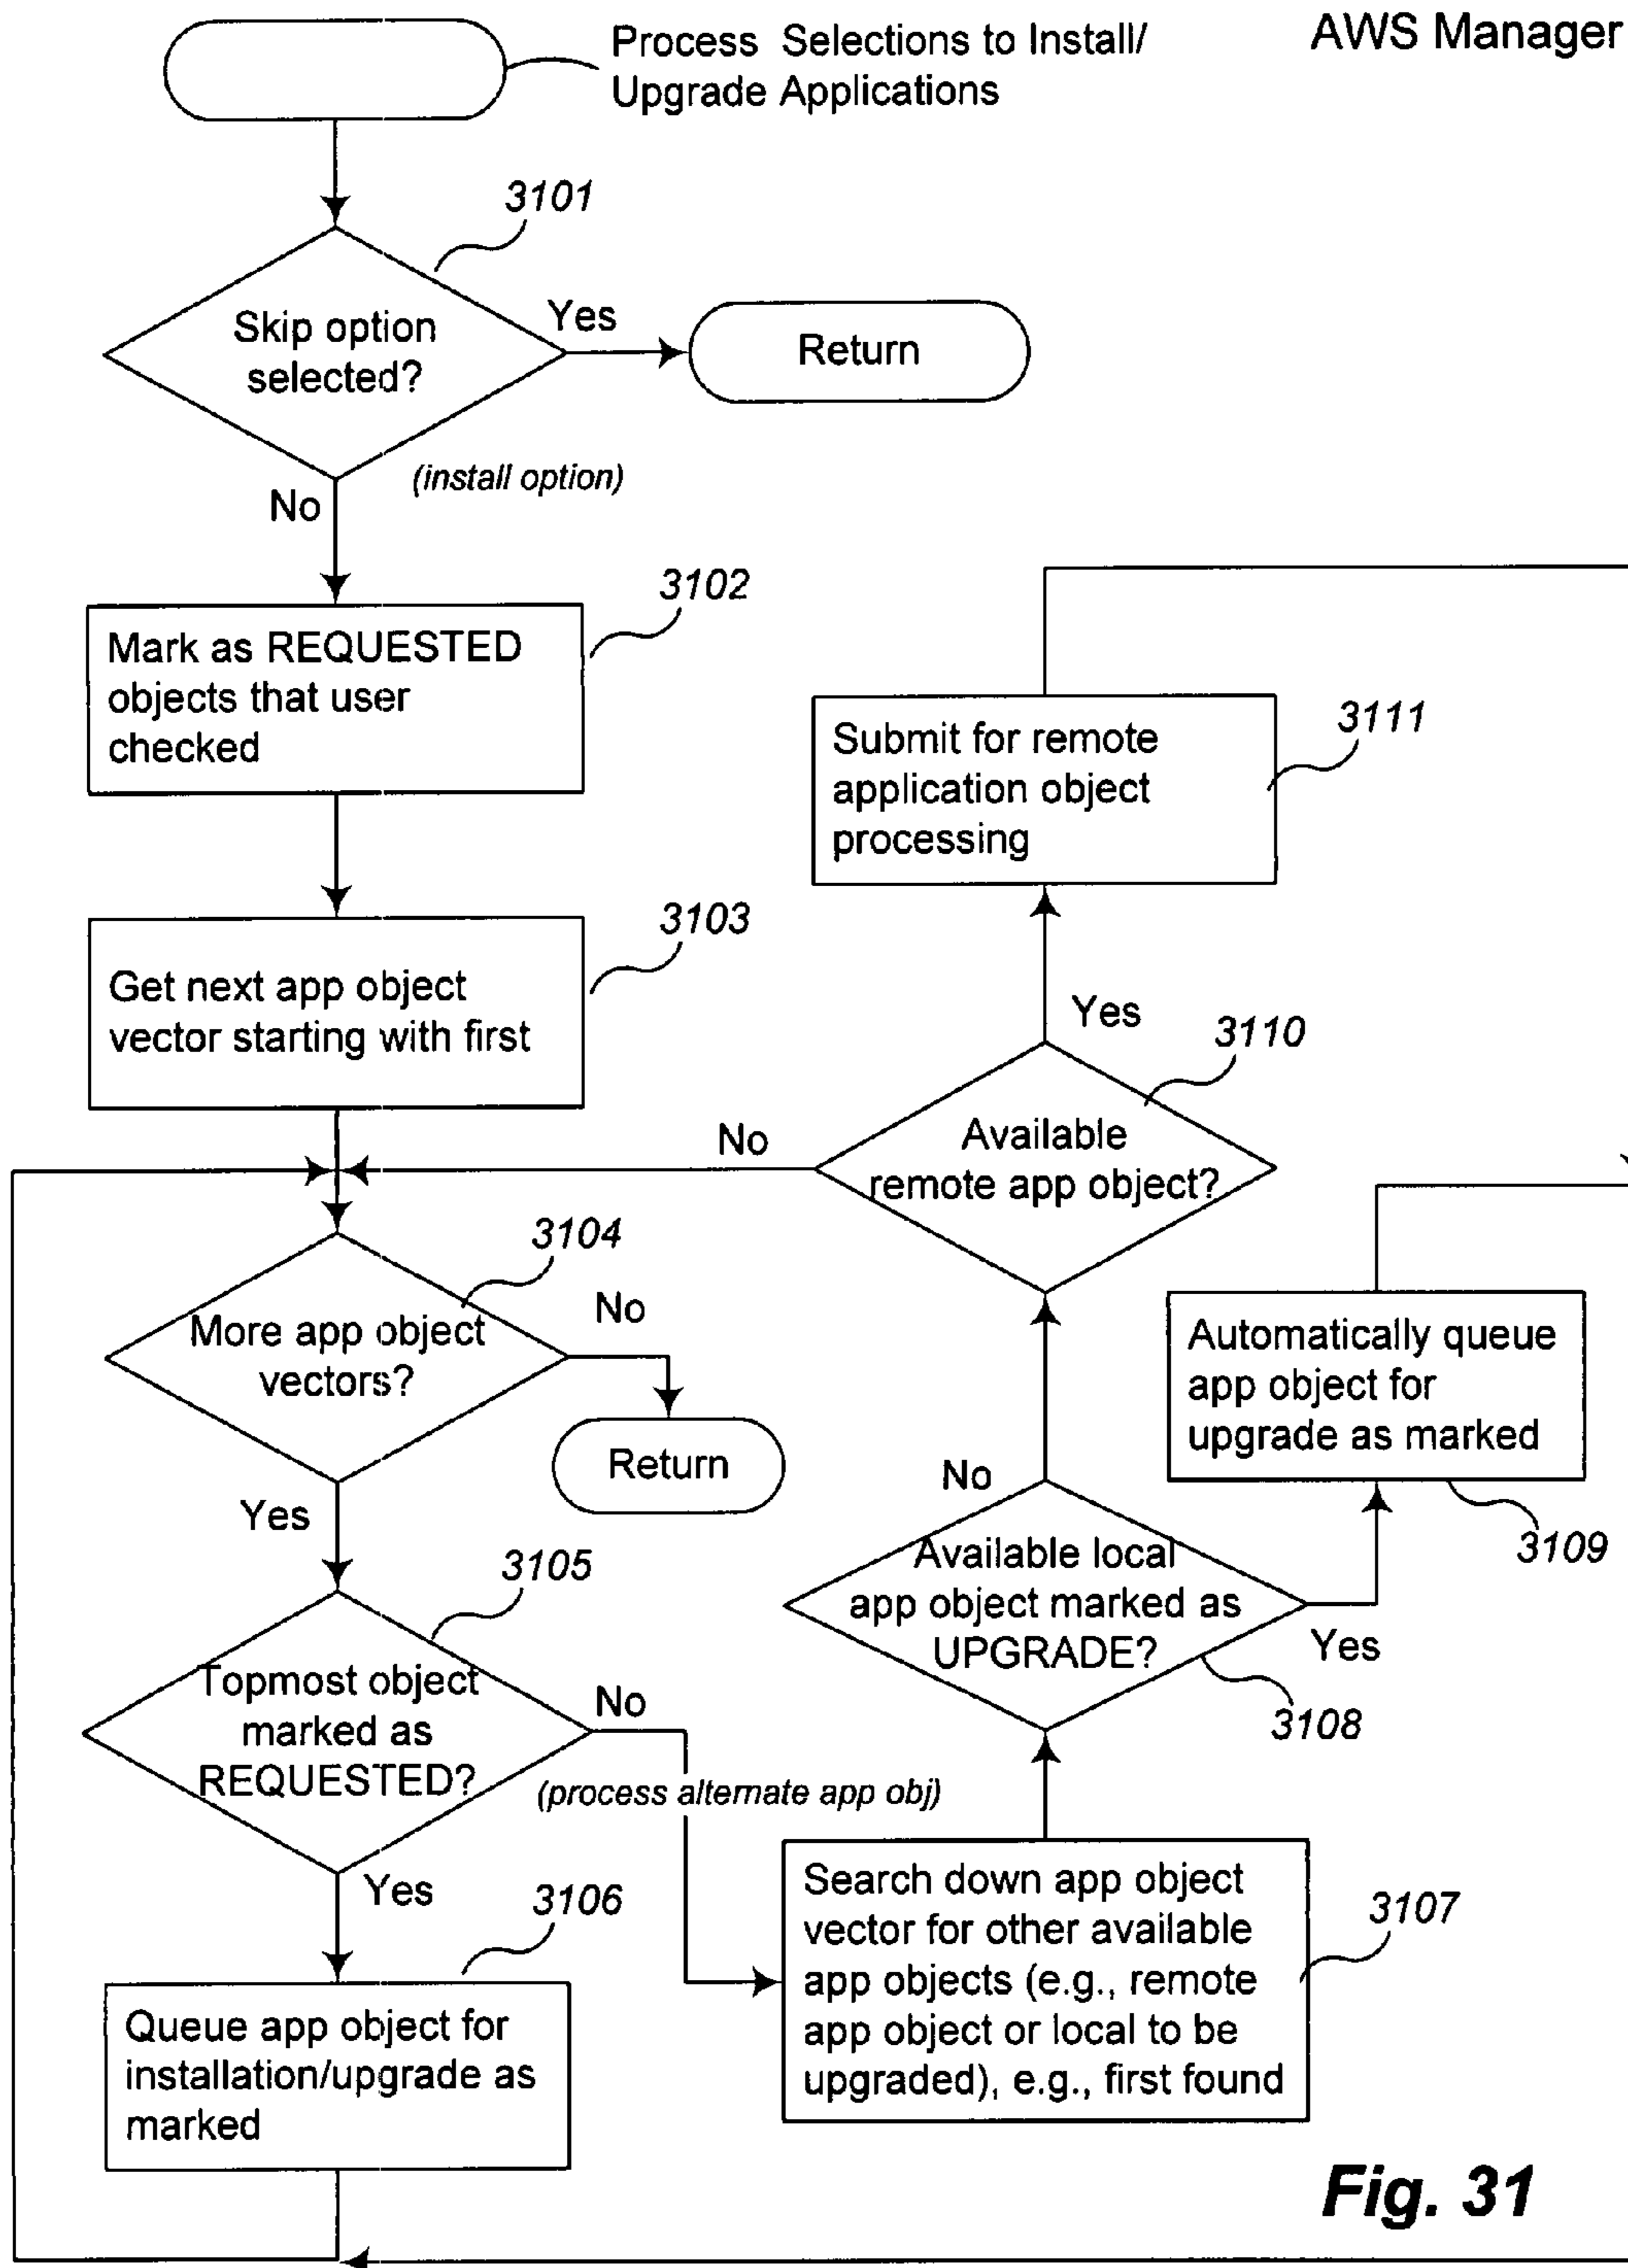 Process Selections to Install/
Upgrade Applications
AWS Manager
3101
Skip option
selected?
Yes
Return
(install option)
No
3102
Mark as REQUESTED
objects that user
checked
3103
Get next app object
vector starting with first
3104
More app object
vectors?
No
Return
Yes
3105
Topmost object
marked as
REQUESTED?
No
(process alternate app obj)
Yes
3106
Queue app object for
installation/upgrade as
marked
3107
Search down app object
vector for other available
app objects (e.g., remote
app object or local to be
upgraded), e.g., first found
3108
Available local
app object marked as
UPGRADE?
Yes
No
3109
Automatically queue
app object for
upgrade as marked
3110
Available
remote app object?
No
Yes
3111
Submit for remote
application object
processing
Fig. 31